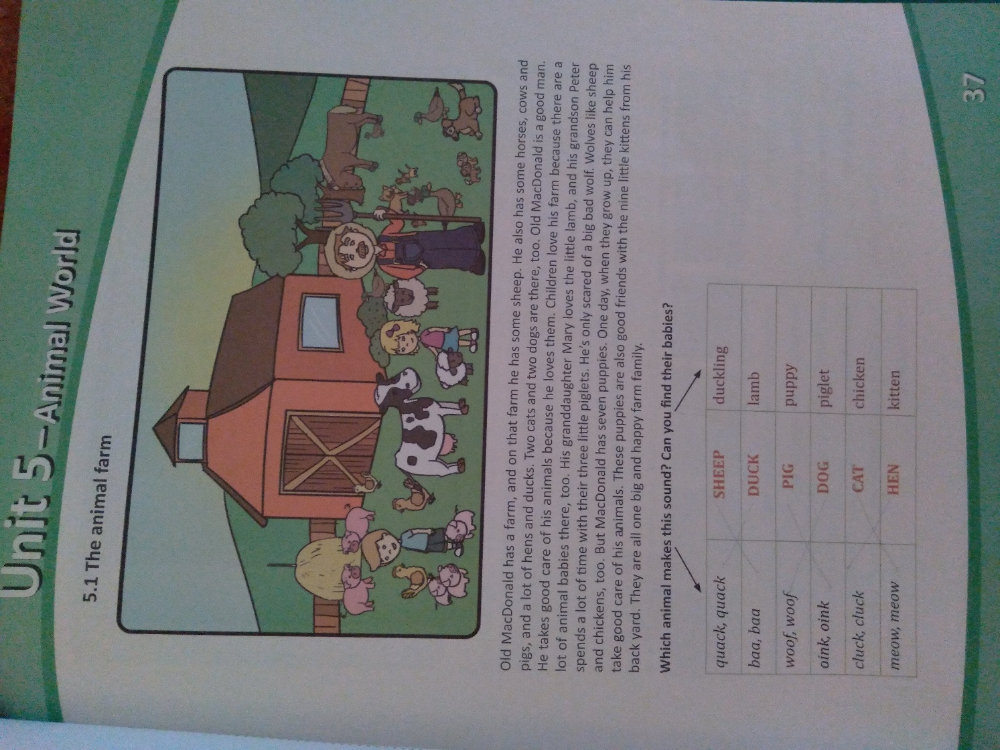 Unit 5–Animal World
5.1 The animal farm
Old MacDonald has a farm, and on that farm he has some sheep. He also has some horses, cows and
pigs, and a lot of hens and ducks. Two cats and two dogs are there, too. Old MacDonald is a good man.
He takes good care of his animals because he loves them. Children love his farm because there are a
lot of animal babies there, too. His granddaughter Mary loves the little lamb, and his grandson Peter
spends a lot of time with their three little piglets. He's only scared of a big bad wolf. Wolves like sheep
and chickens, too. But MacDonald has seven puppies. One day, when they grow up, they can help him
take good care of his animals. These puppies are also good friends with the nine little kittens from his
back yard. They are all one big and happy farm family.
Which animal makes this sound? Can you find their babies?
quack, quack SHEEP duckling
baa, baa DUCK lamb
woof, woof PIG puppy
oink, oink DOG piglet
cluck, cluck CAT chicken
meow, meow HEN kitten
37